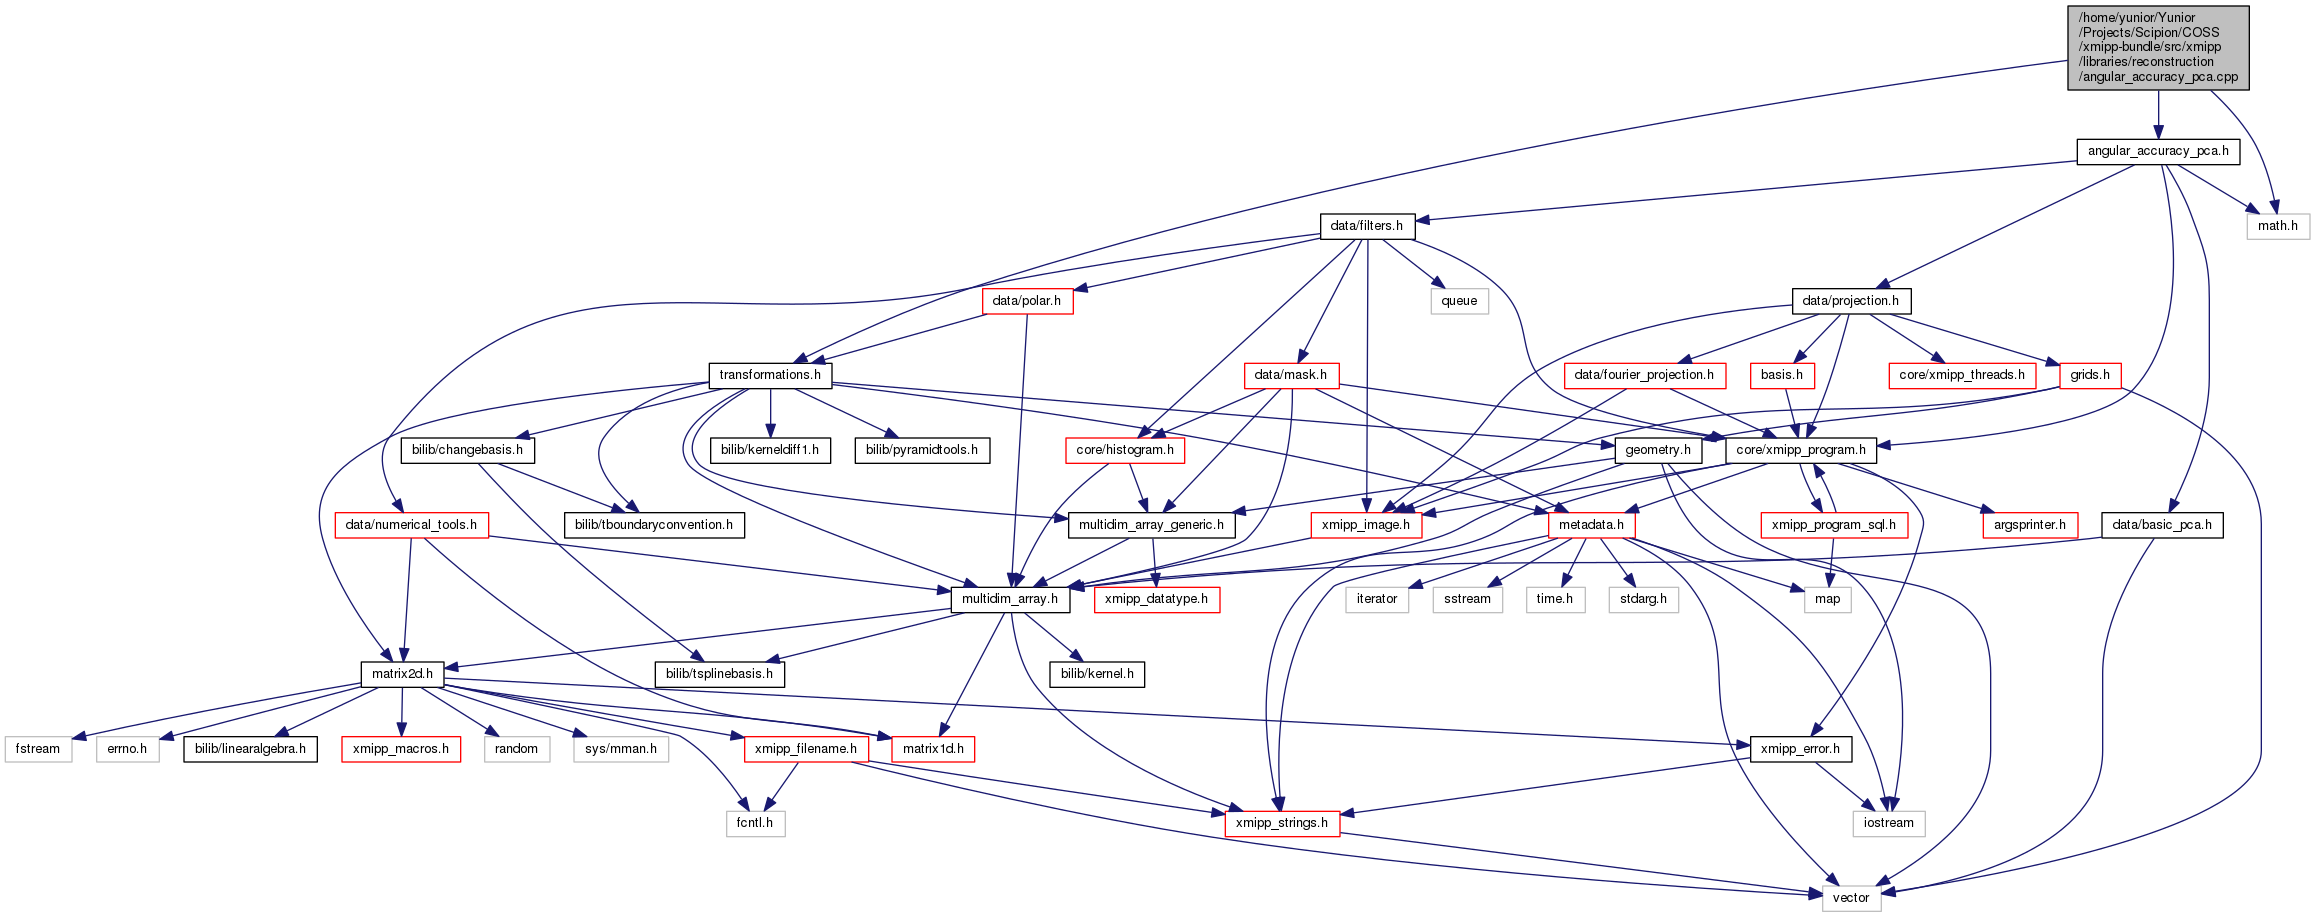 /home/yunior/Yunior
/Projects/Scipion/COSS
/xmipp-bundle/src/xmipp
/libraries/reconstruction
/angular_accuracy_pca.cpp
angular_accuracy_pca.h
data/filters.h
math.h
data/polar.h
queue
data/projection.h
transformations.h
data/mask.h
data/fourier_projection.h
basis.h
core/xmipp_threads.h
grids.h
bilib/changebasis.h
bilib/kerneldiff1.h
bilib/pyramidtools.h
core/histogram.h
geometry.h
core/xmipp_program.h
data/numerical_tools.h
bilib/tboundaryconvention.h
multidim_array_generic.h
xmipp_image.h
metadata.h
xmipp_program_sql.h
argsprinter.h
data/basic_pca.h
multidim_array.h
xmipp_datatype.h
iterator
sstream
time.h
stdarg.h
map
matrix2d.h
bilib/tsplinebasis.h
bilib/kernel.h
fstream
errno.h
bilib/linearalgebra.h
xmipp_macros.h
random
sys/mman.h
xmipp_filename.h
matrix1d.h
xmipp_error.h
fcntl.h
xmipp_strings.h
iostream
vector